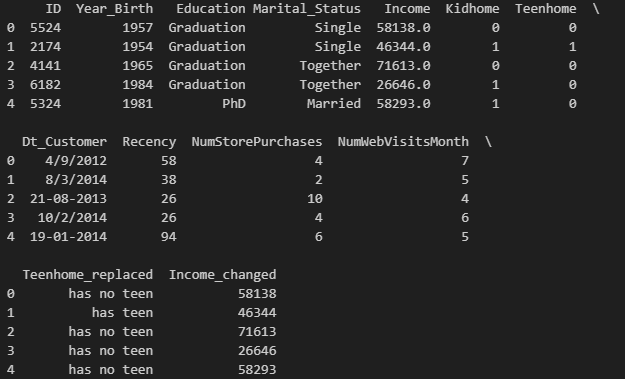 ID  Year_Birth   Education Marital_Status   Income  Kidhome  Teenhome  \
0  5524        1957  Graduation         Single  58138.0        0         0
1  2174        1954  Graduation         Single  46344.0        1         1
2  4141        1965  Graduation       Together  71613.0        0         0
3  6182        1984  Graduation       Together  26646.0        1         0
4  5324        1981         PhD        Married  58293.0        1         0
  Dt_Customer  Recency  NumStorePurchases  NumWebVisitsMonth  \
0    4/9/2012       58                  4                  7
1    8/3/2014       38                  2                  5
2  21-08-2013       26                 10                  4
3   10/2/2014       26                  4                  6
4  19-01-2014       94                  6                  5
  Teenhome_replaced  Income_changed
0       has no teen           58138
1          has teen           46344
2       has no teen           71613
3       has no teen           26646
4       has no teen           58293